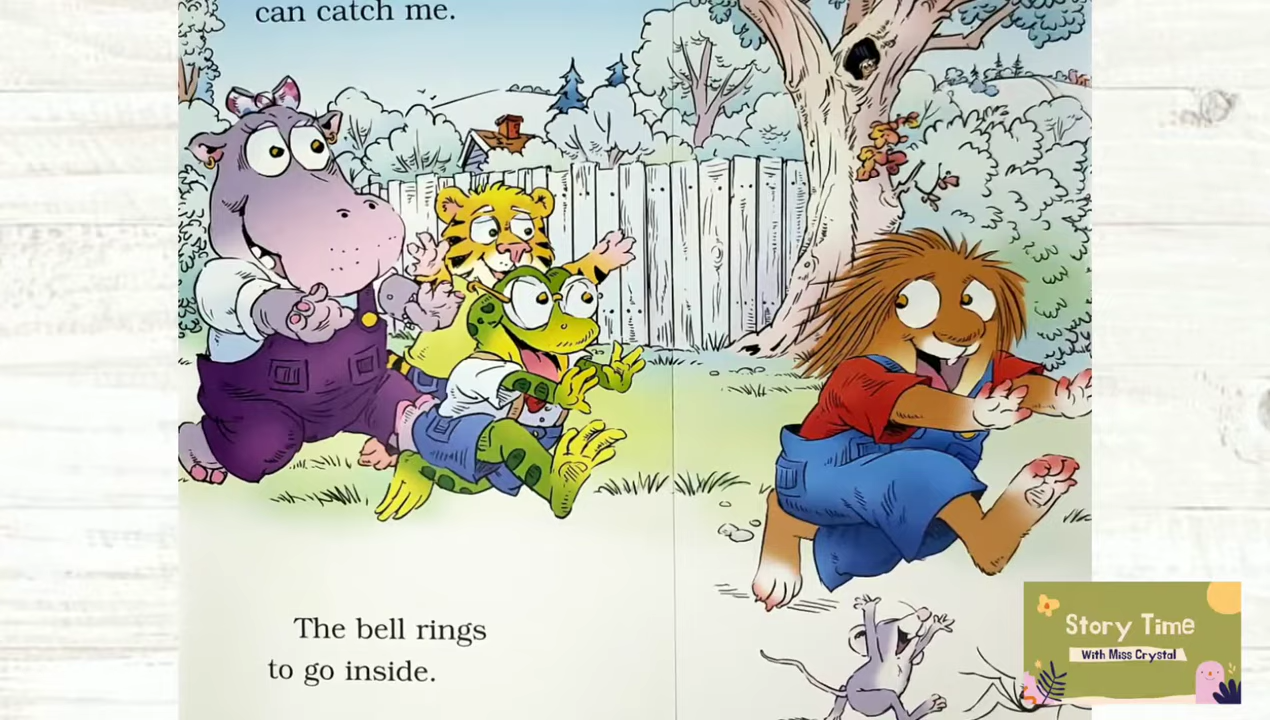 can catch me.
The bell rings
to go inside.
Story Time
With Miss Crystal